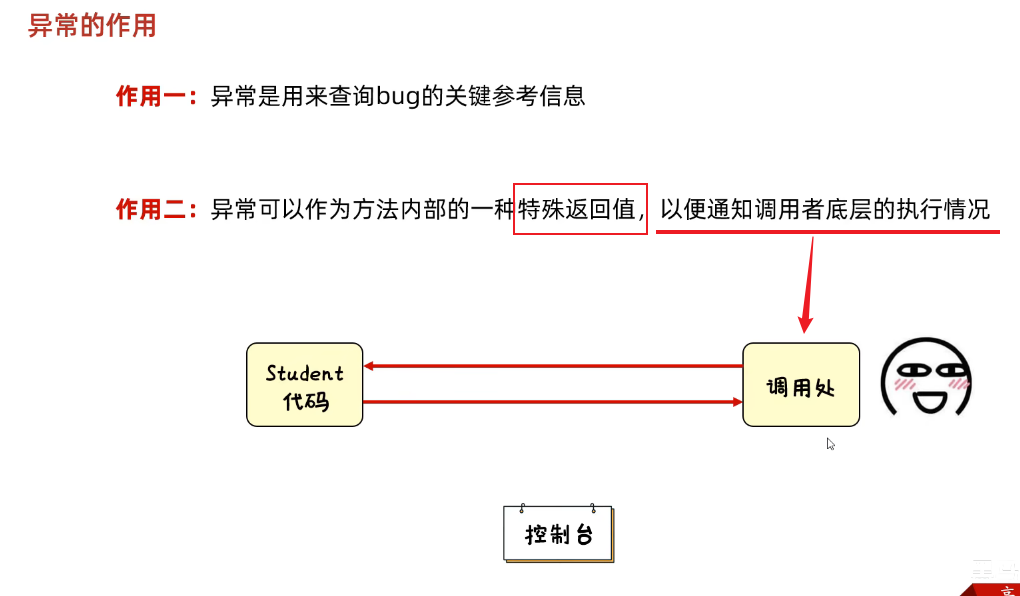 异常的作用
作用一：异常是用来查询bug的关键参考信息
作用二：异常可以作为方法内部的一种特殊返回值，以便通知调用者底层的执行情况
Student
代码
调用处
控制台